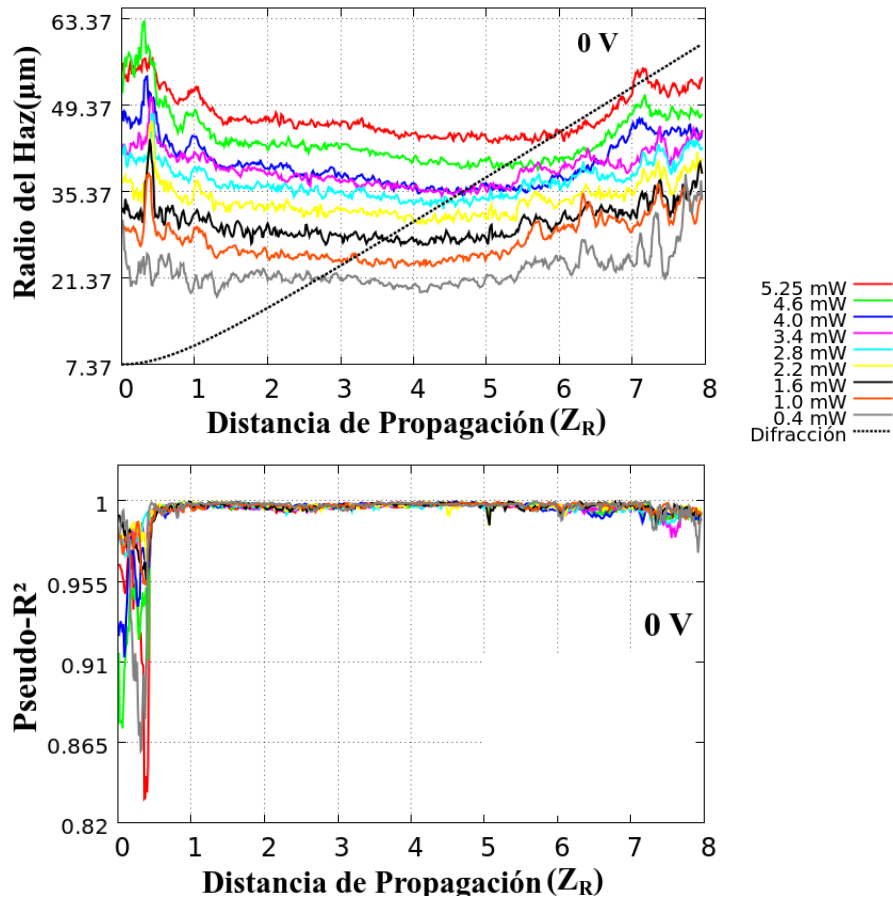 Radio del Haz(μm)
63.37
49.37
35.37
21.37
7.37
0 V
0 1 2 3 4 5 6 7 8
Distancia de Propagación (Z_R)
5.25 mW
4.6 mW
4.0 mW
3.4 mW
2.8 mW
2.2 mW
1.6 mW
1.0 mW
0.4 mW
Difracción
Pseudo-R²
1
0.955
0.91
0.865
0.82
0 V
0 1 2 3 4 5 6 7 8
Distancia de Propagación (Z_R)